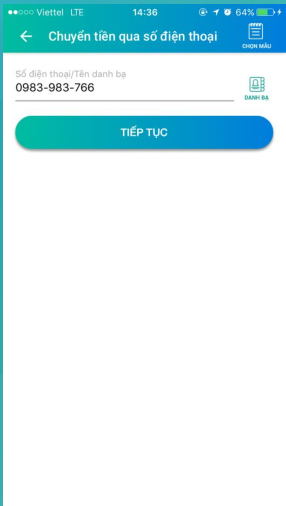 Viettel LTE 14:36 64%
Chuyển tiền qua số điện thoại
CHỌN MẪU
Số điện thoại/Tên danh bạ
0983-983-766
DANH BẠ
TIẾP TỤC